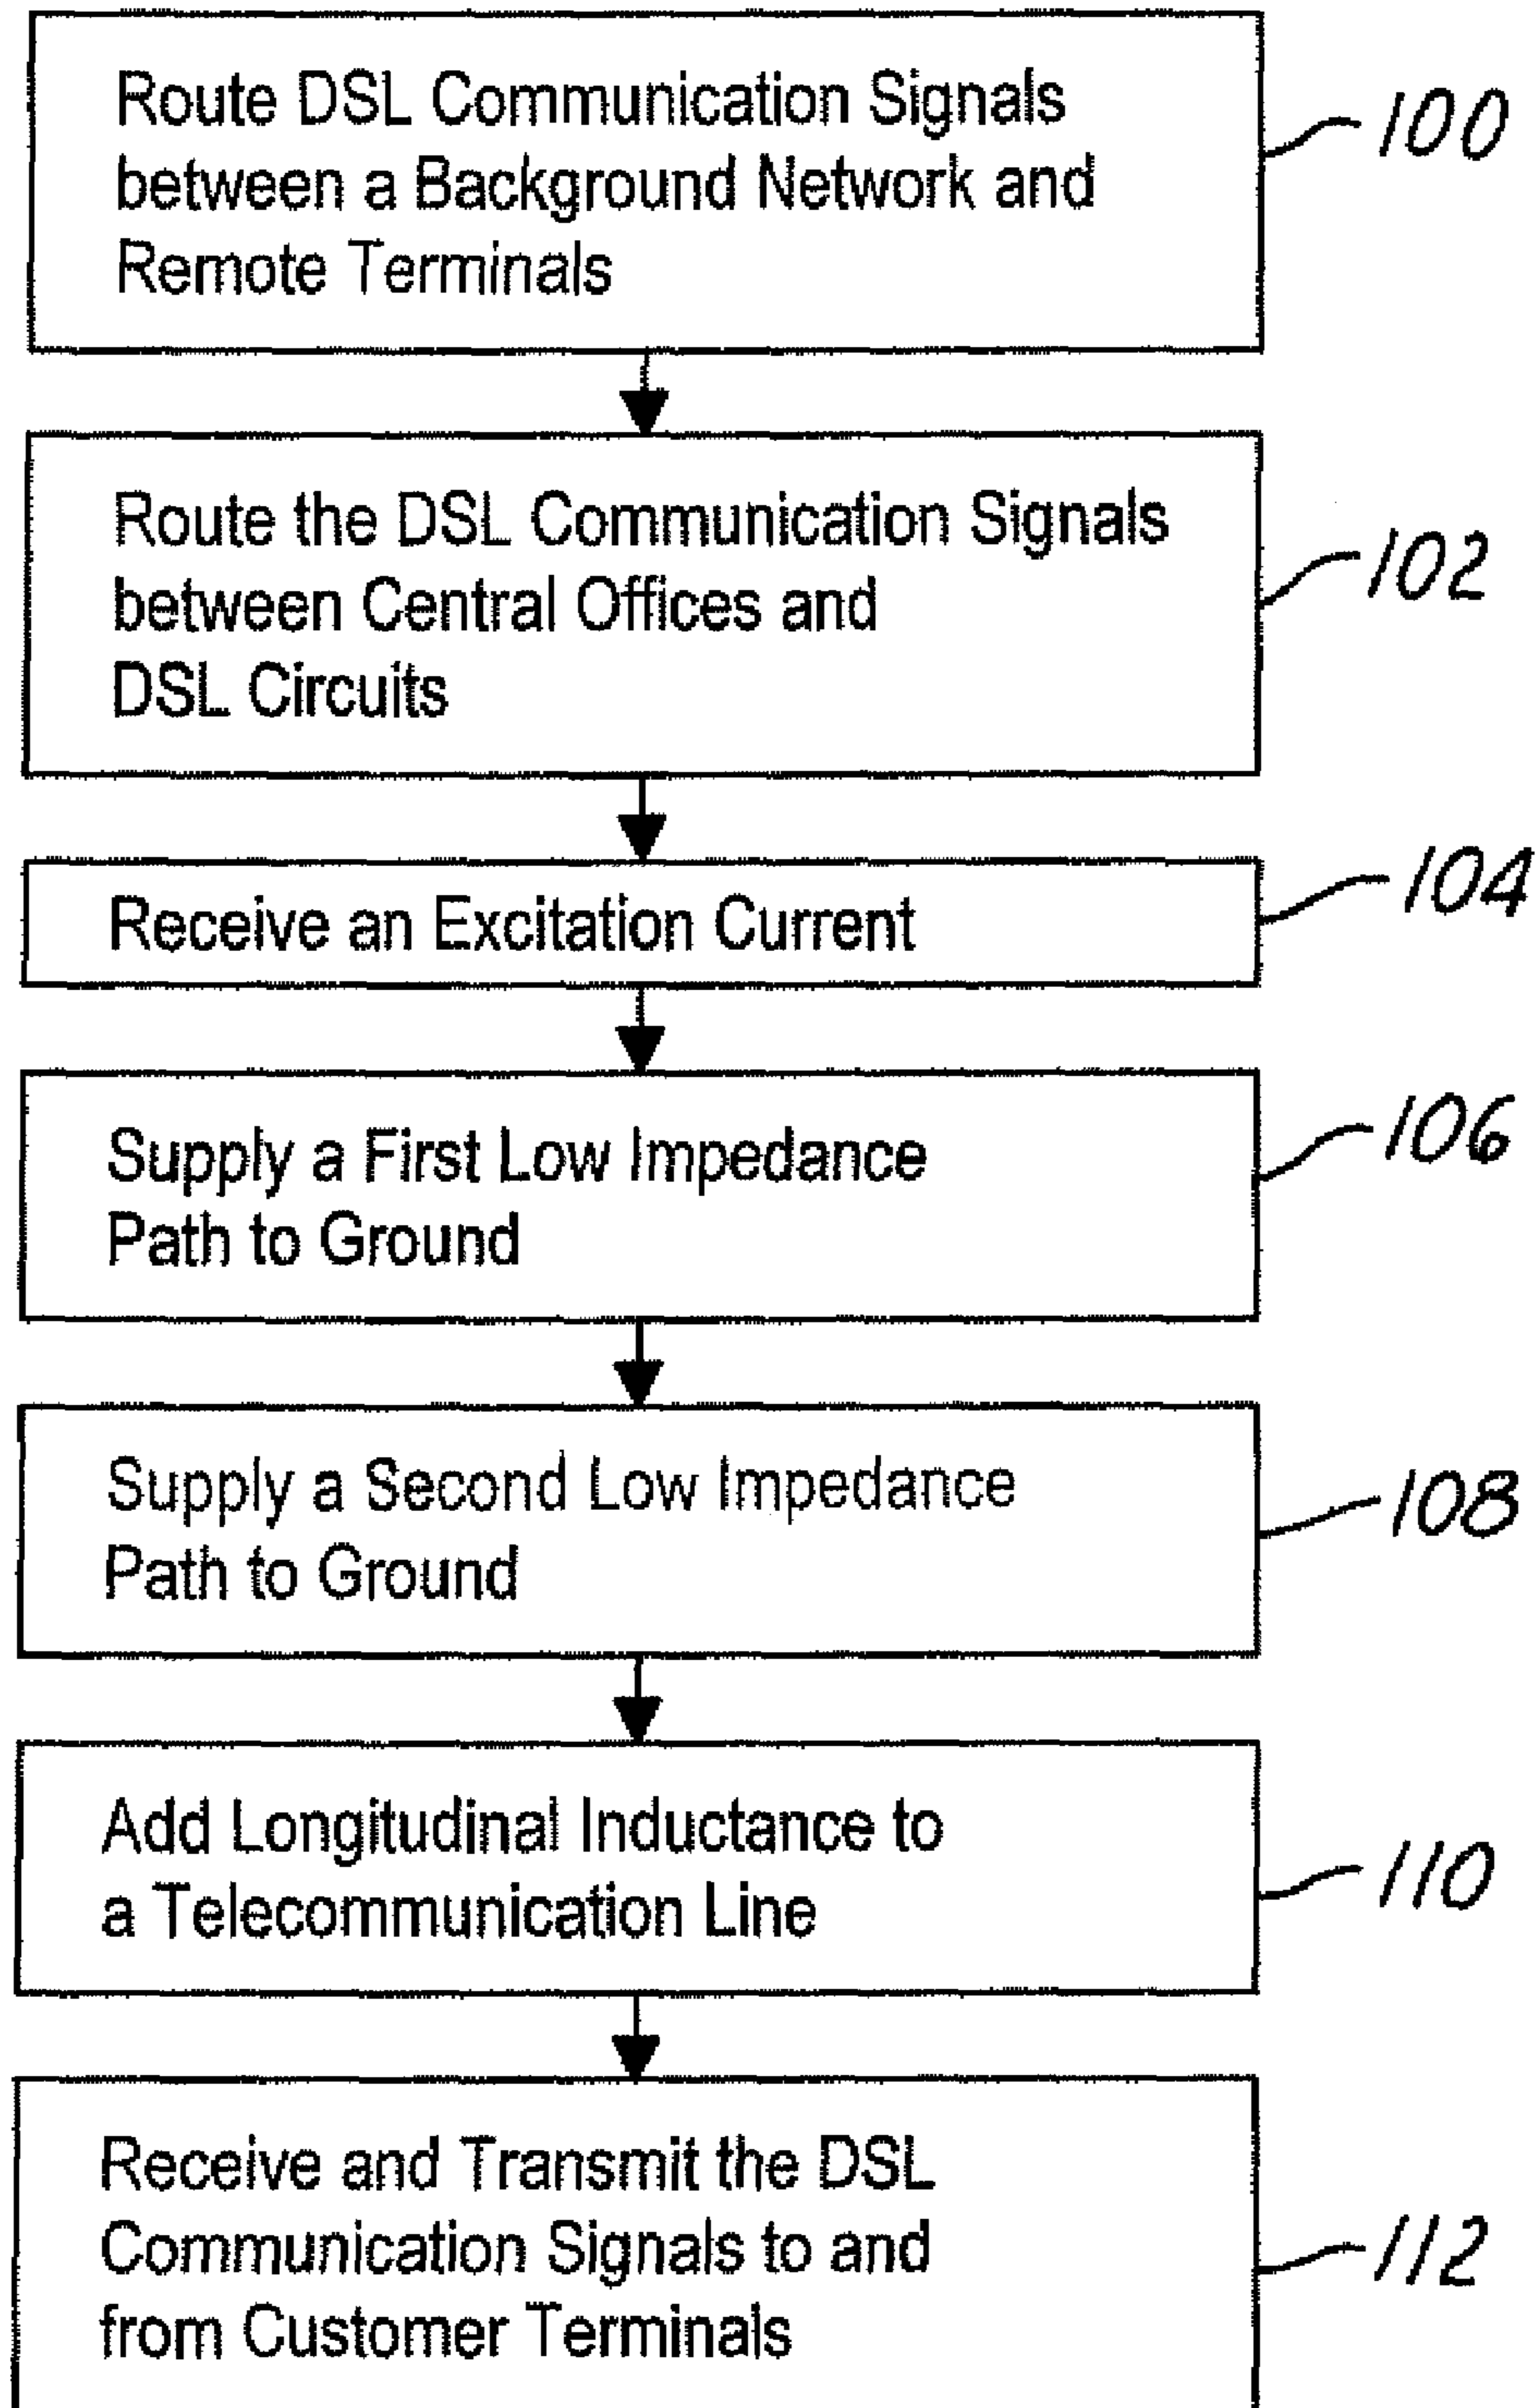 Route DSL Communication Signals
between a Background Network and
Remote Terminals
100
Route the DSL Communication Signals
between Central Offices and
DSL Circuits
102
Receive an Excitation Current
104
Supply a First Low Impedance
Path to Ground
106
Supply a Second Low Impedance
Path to Ground
108
Add Longitudinal Inductance to
a Telecommunication Line
110
Receive and Transmit the DSL
Communication Signals to and
from Customer Terminals
112